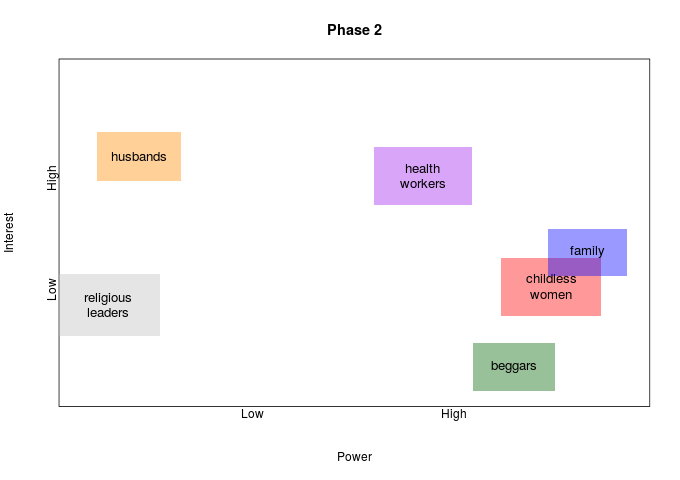 Phase 2
Interest
High
Low
husbands
health
workers
family
childless
women
religious
leaders
beggars
Low
High
Power